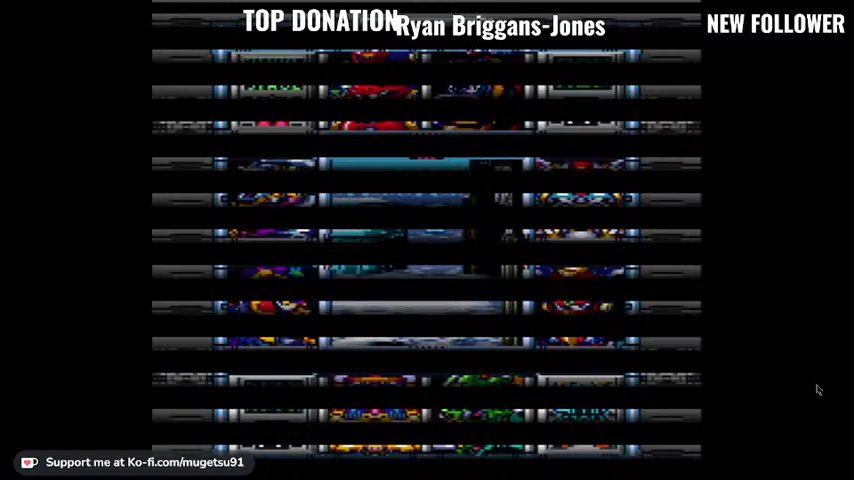 TOP DONATION
Ryan Briggans-Jones
NEW FOLLOWER
Support me at Ko-fi.com/mugetsu91